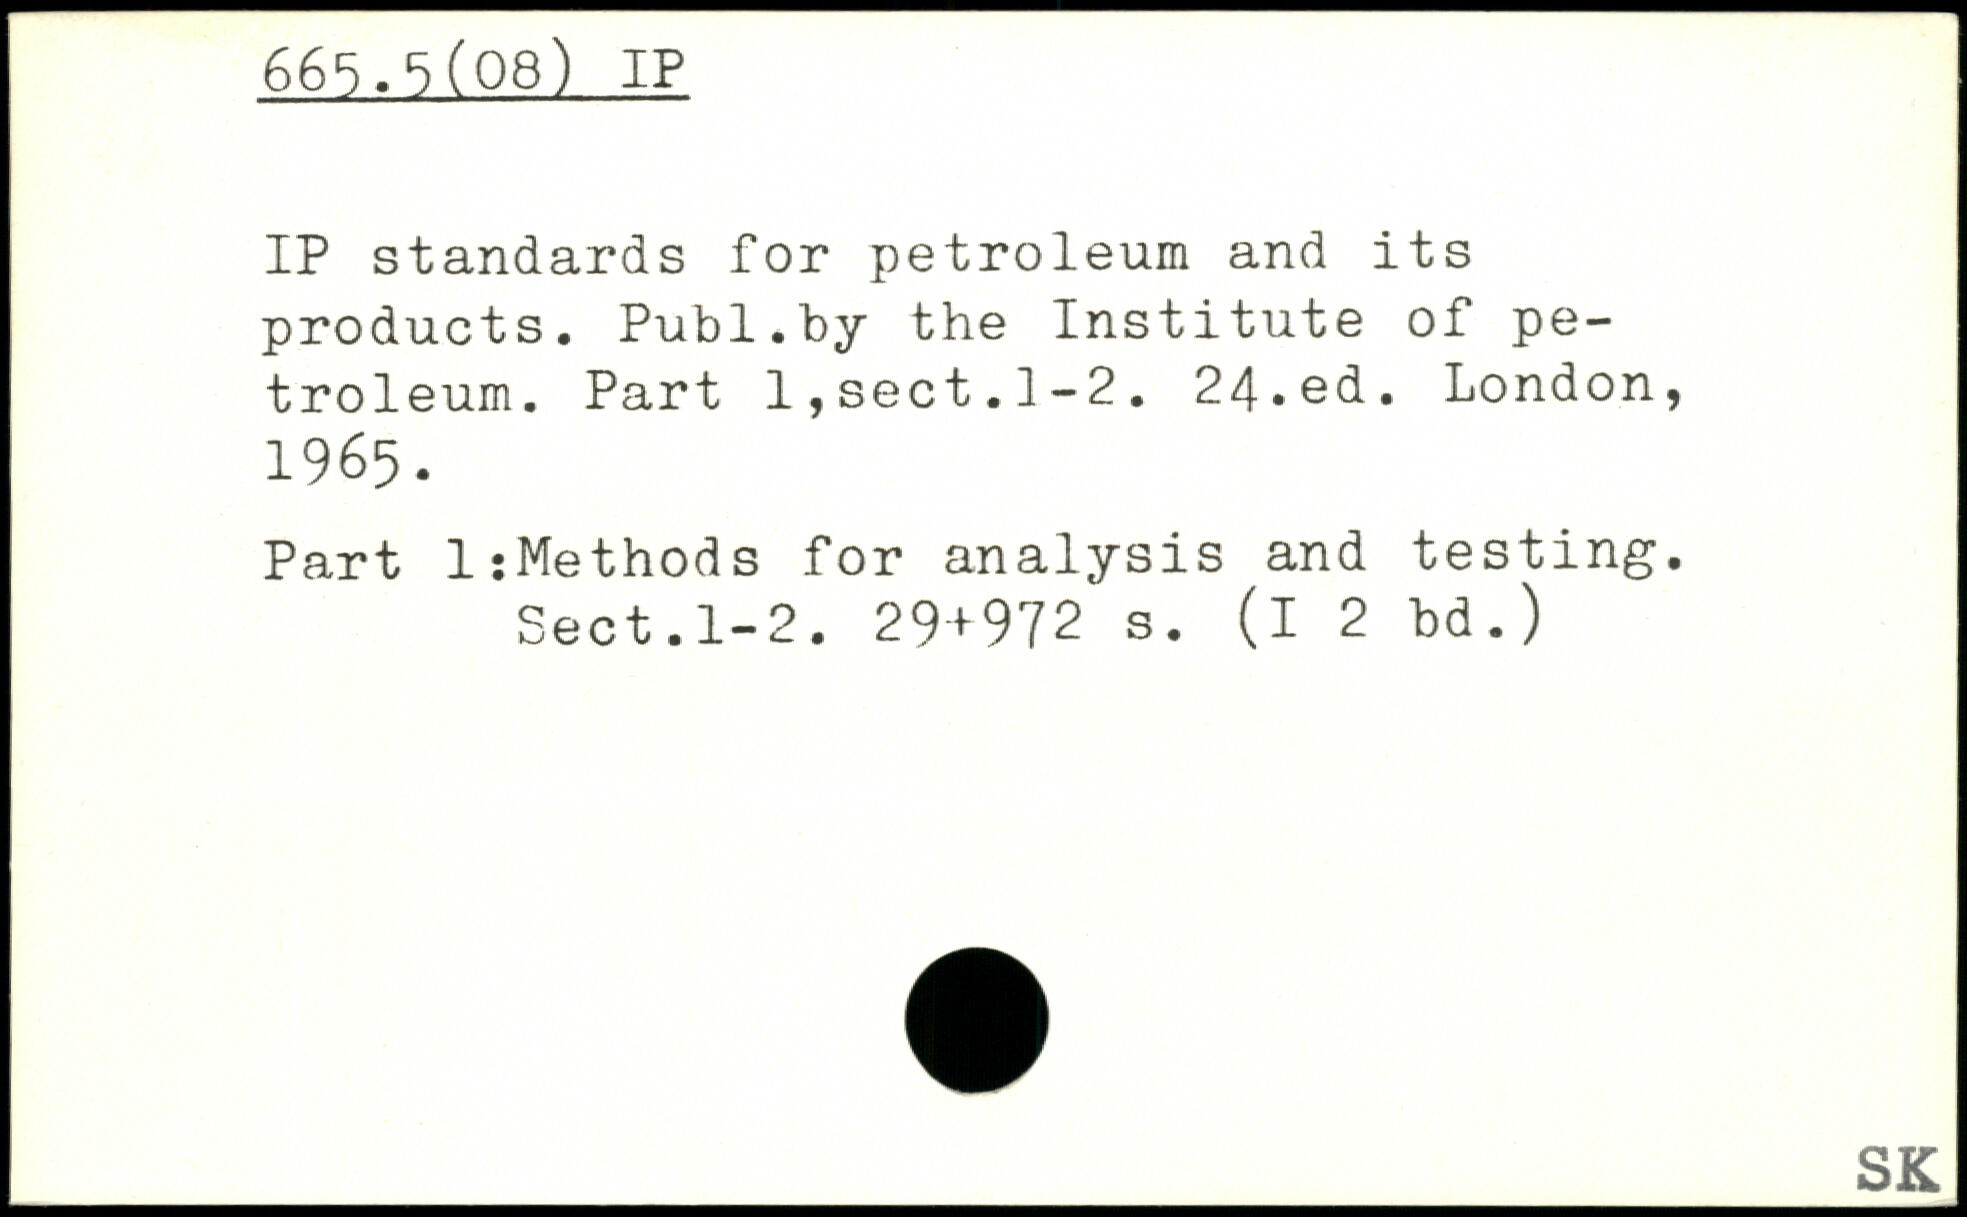 665.5(08) IP
IP standards for petroleum and its
products. Publ.by the Institute of pe-
troleum. Part 1,sect.1-2. 24.ed. London,
1965.
Part 1:Methods for analysis and testing.
Sect.1-2. 29+972 s. (I 2 bd.)
SK